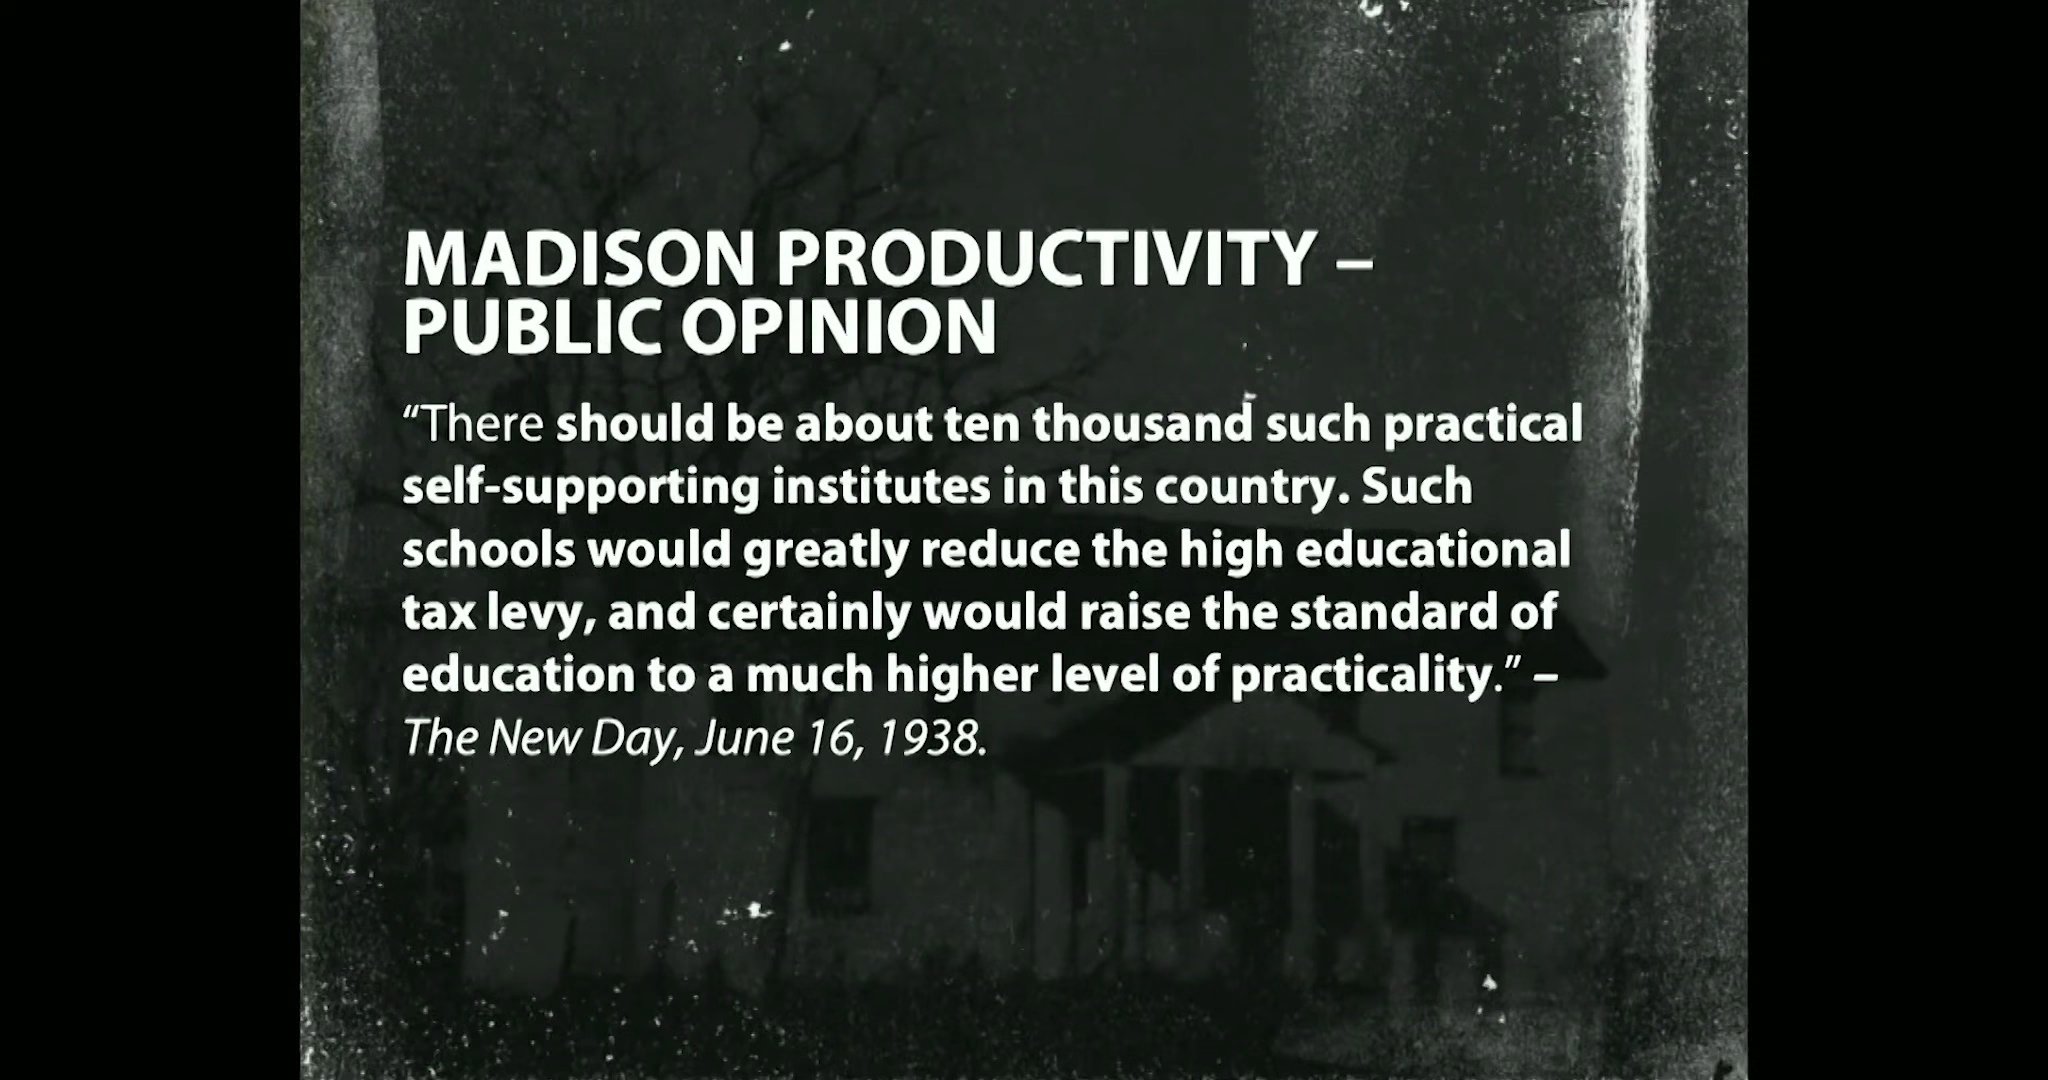 MADISON PRODUCTIVITY –
PUBLIC OPINION
“There should be about ten thousand such practical
self-supporting institutes in this country. Such
schools would greatly reduce the high educational
tax levy, and certainly would raise the standard of
education to a much higher level of practicality.” –
The New Day, June 16, 1938.